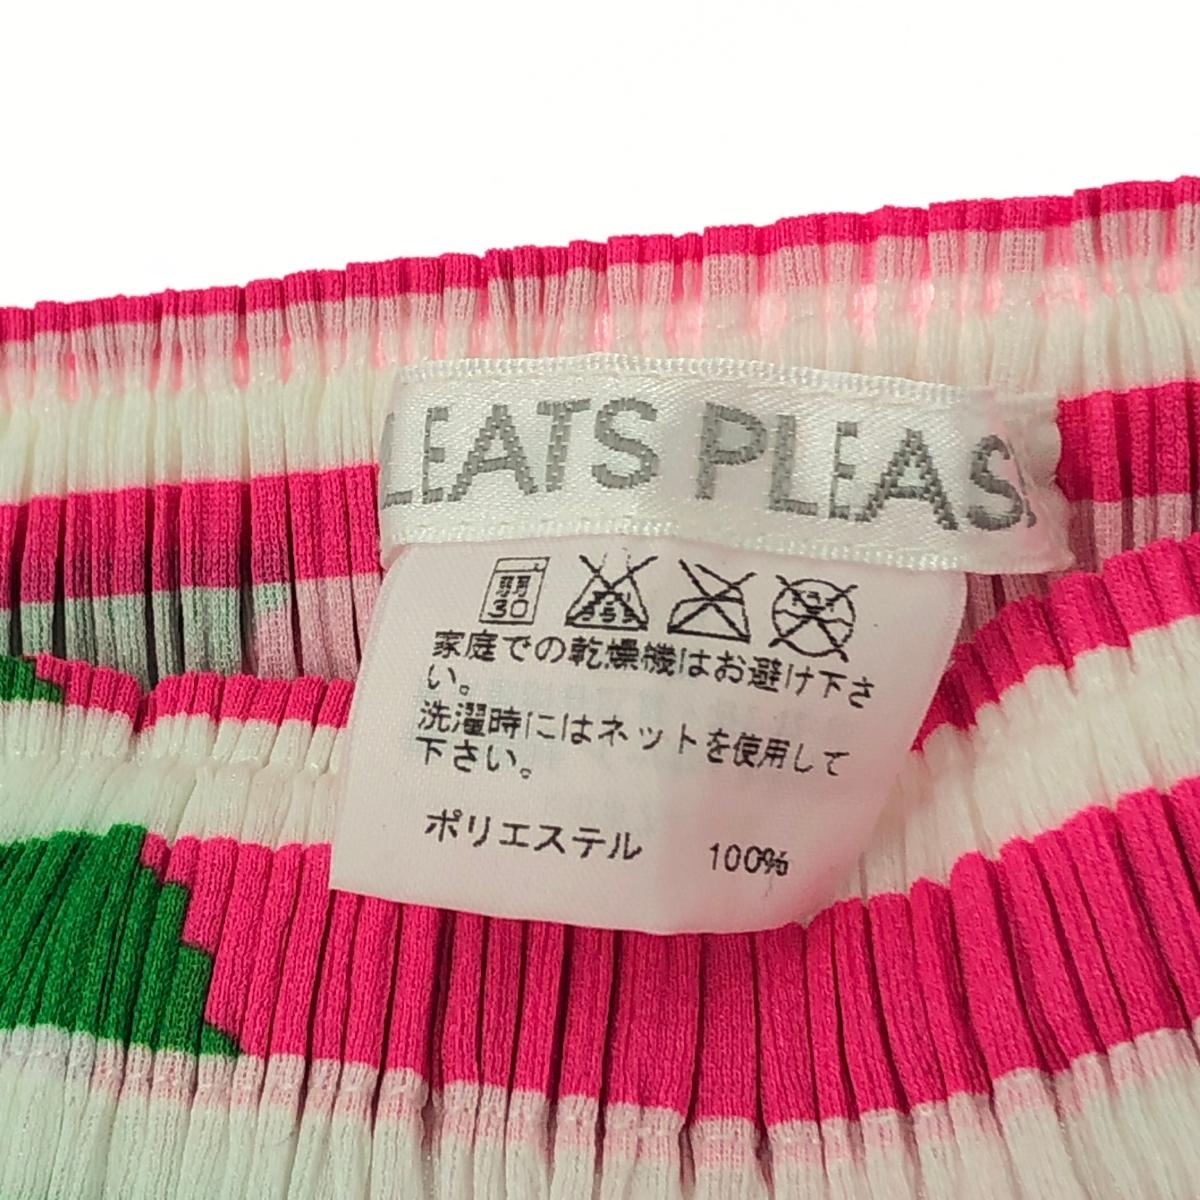 LEATS PLEAS
弱
30
家庭での乾燥機はお避け下さ
い。
洗濯時にはネットを使用して
下さい。
ポリエステル 100%